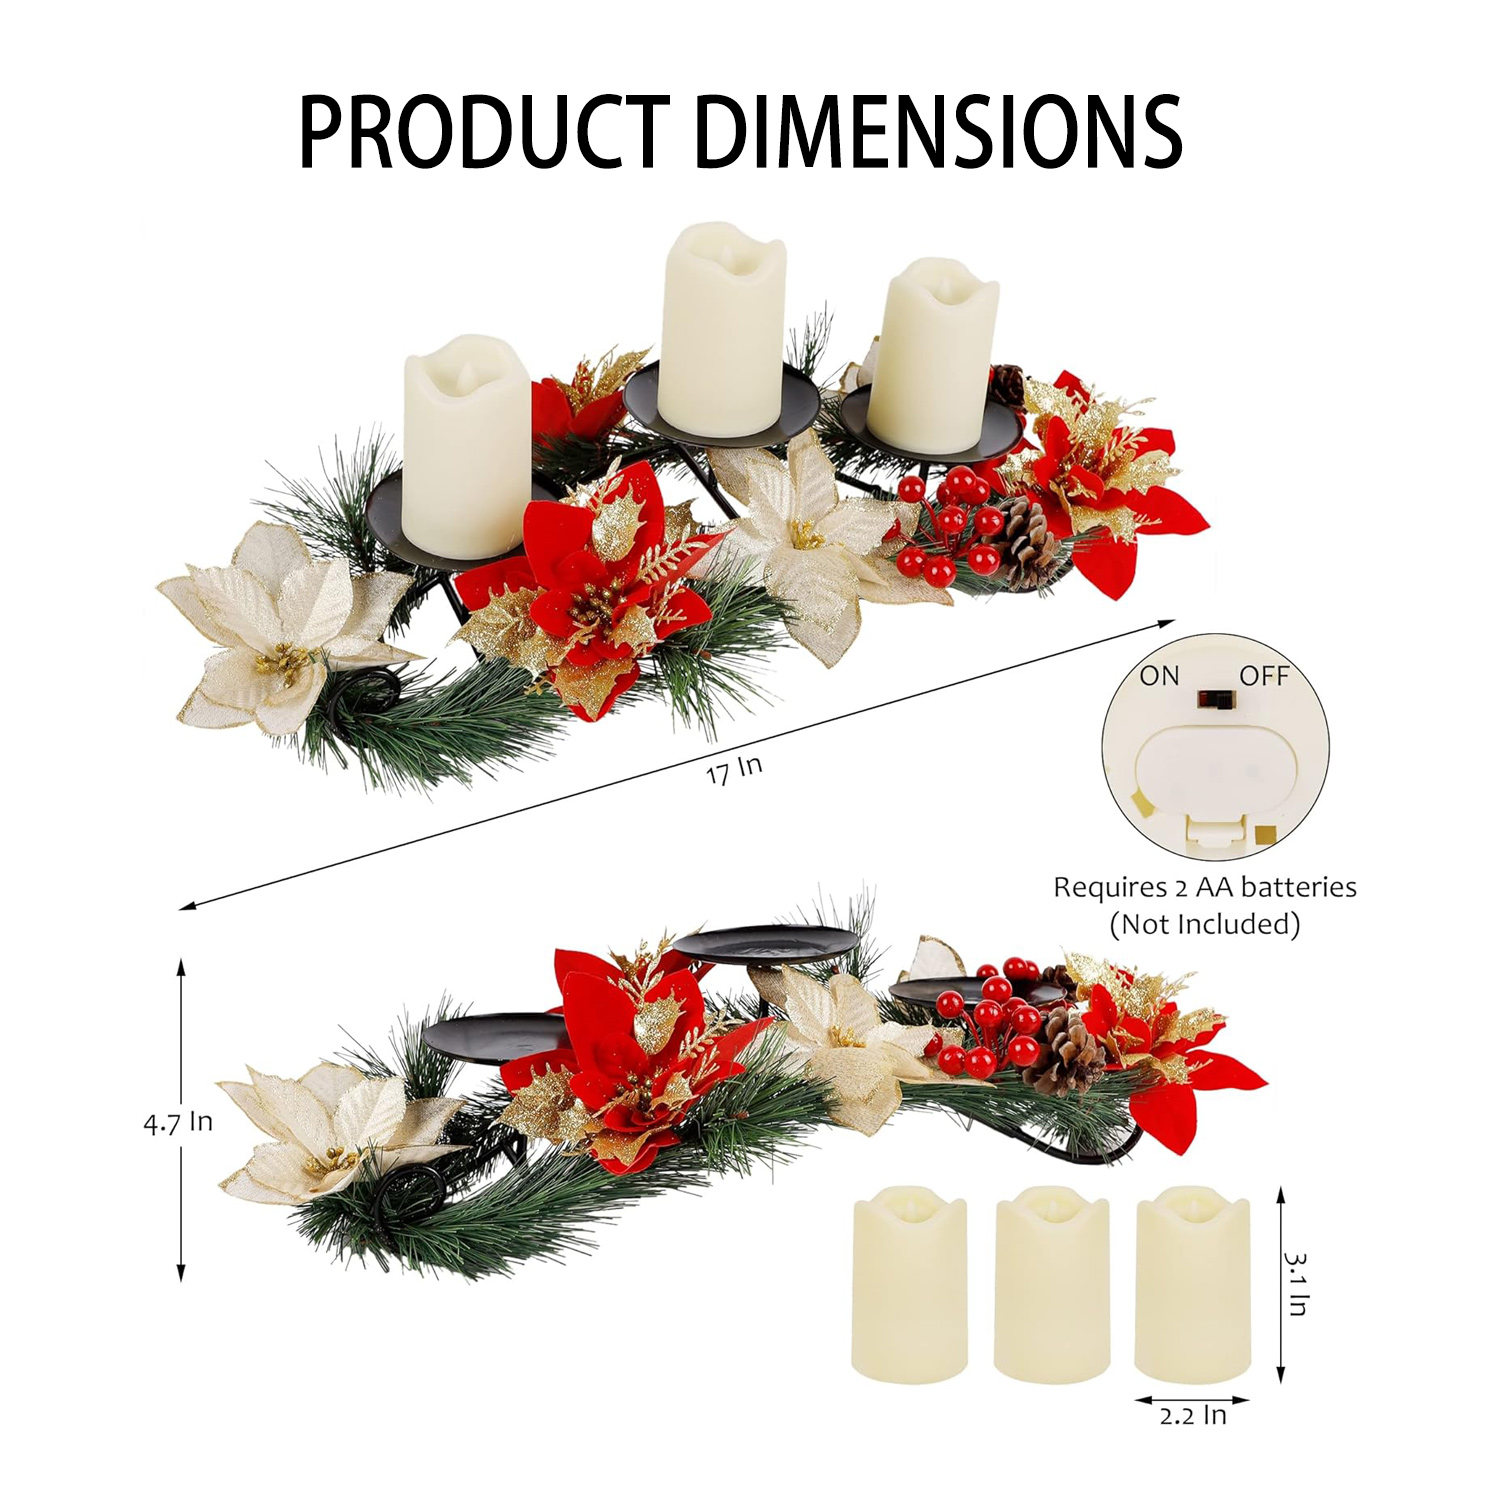 PRODUCT DIMENSIONS
ON OFF
17 In
Requires 2 AA batteries
(Not Included)
4.7 In
3.1 In
2.2 In